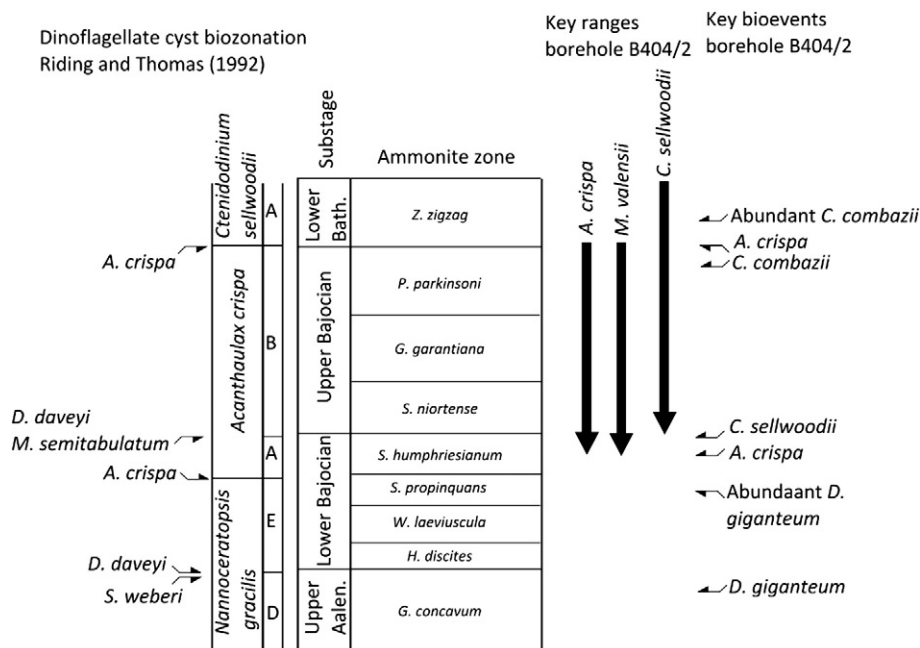 Dinoflagellate cyst biozonation
Riding and Thomas (1992)
Key ranges
borehole B404/2
Key bioevents
borehole B404/2
Ctenidodinium
sellwoodii
A
Substage
Ammonite zone
A. crispa
M. valensii
C. sellwoodii
Lower
Bath.
Z. zigzag
Abundant C. combazii
A. crispa
A. crispa
C. combazii
Acanthaulax crispa
B
Upper Bajocian
P. parkinsoni
G. garantiana
S. niortense
D. daveyi
M. semitabulatum
A
Lower Bajocian
S. humphriesianum
C. sellwoodii
A. crispa
A. crispa
Nannoceratopsis
gracilis
E
S. propinquans
Abundaant D.
giganteum
W. laeviuscula
H. discites
D. daveyi
S. weberi
D
Upper
Aalen.
G. concavum
D. giganteum